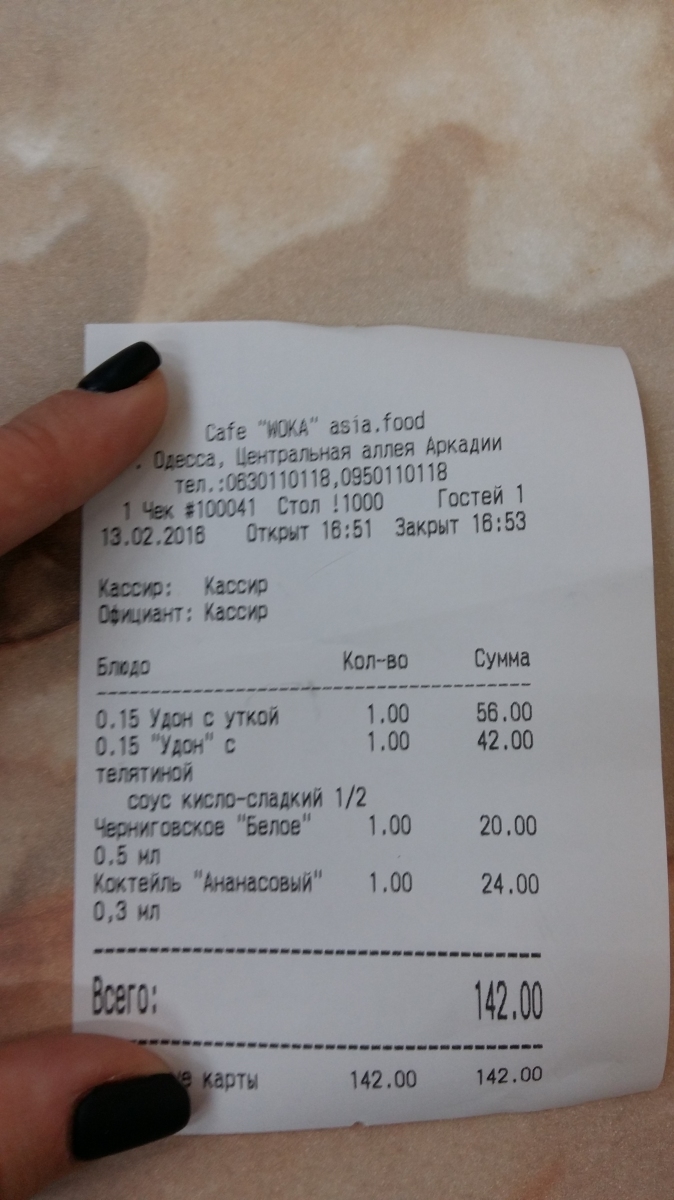 Cafe "WOKA" asia.food
. Одесса, Центральная аллея Аркадии
тел.:0630110118,0950110118
1 Чек #100041 Стол !1000 Гостей 1
13.02.2016 Открыт 16:51 Закрыт 16:53
Кассир: Кассир
Официант: Кассир
Блюдо Кол-во Сумма
0.15 Удон с уткой 1.00 56.00
0.15 "Удон" с 1.00 42.00
телятиной
соус кисло-сладкий 1/2
Черниговское "Белое" 1.00 20.00
0.5 мл
Коктейль "Ананасовый" 1.00 24.00
0,3 мл
Всего: 142.00
карты 142.00 142.00